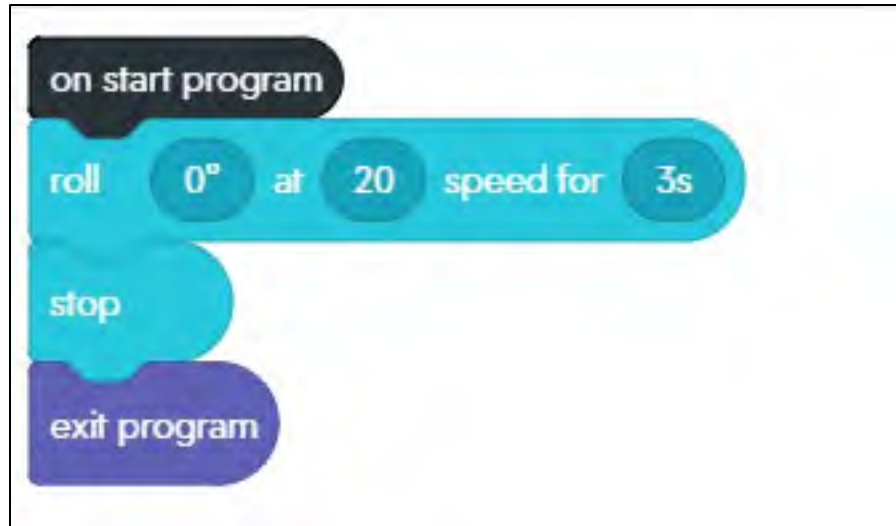 on start program
roll 0° at 20 speed for 3s
stop
exit program